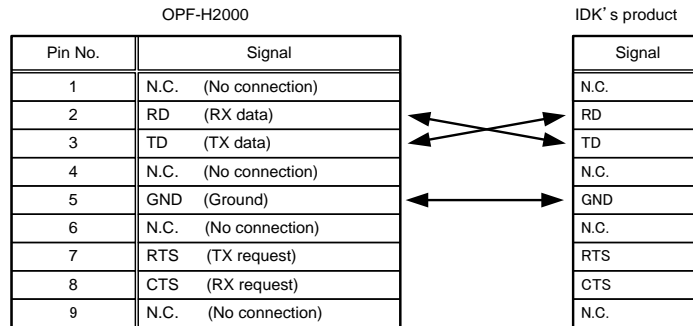 OPF-H2000 IDK’s product
Pin No. Signal Signal
1 N.C. (No connection) N.C.
2 RD (RX data) RD
3 TD (TX data) TD
4 N.C. (No connection) N.C.
5 GND (Ground) GND
6 N.C. (No connection) N.C.
7 RTS (TX request) RTS
8 CTS (RX request) CTS
9 N.C. (No connection) N.C.